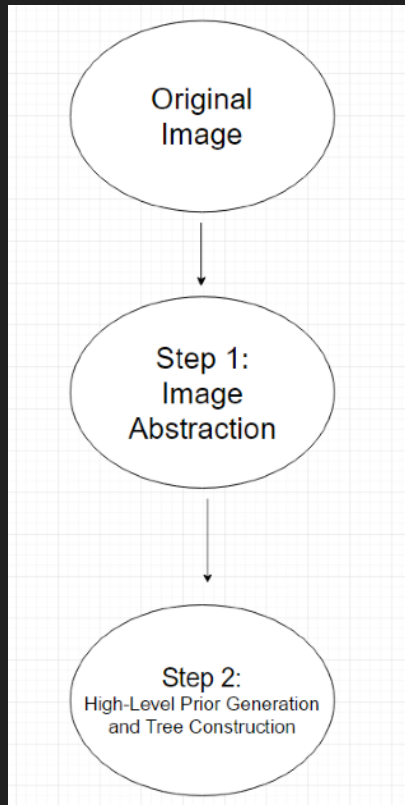 Original
Image
Step 1:
Image
Abstraction
Step 2:
High-Level Prior Generation
and Tree Construction